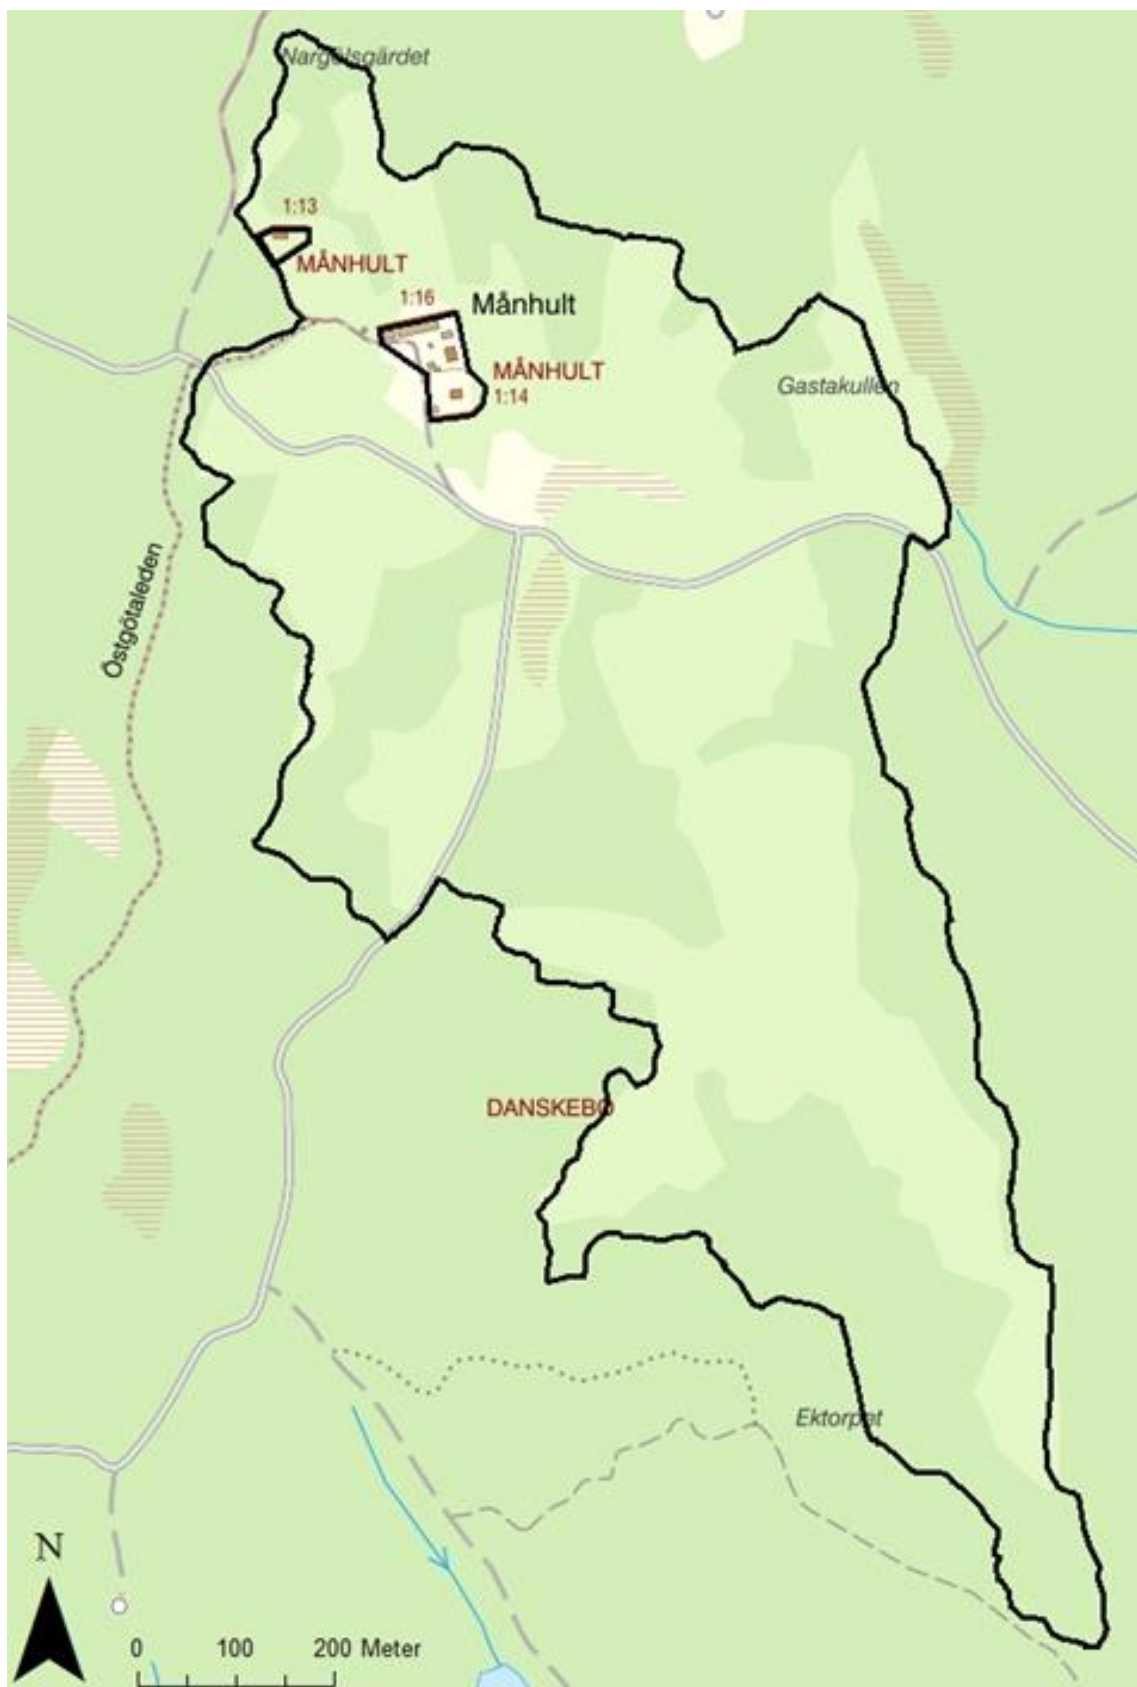 Nargölsgärdet
1:13
MÅNHULT
1:16
Månhult
MÅNHULT
1:14
Gastakullen
Östgötaleden
DANSKEBO
Ektorpet
N
0 100 200 Meter